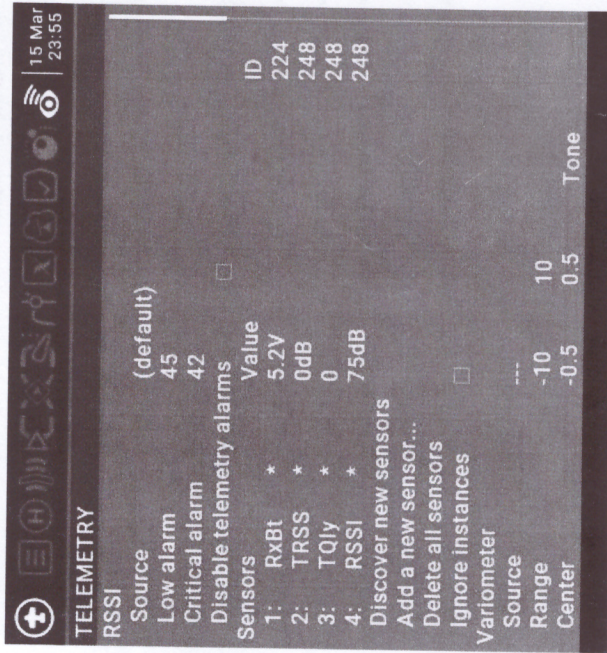 15 Mar
23:55
TELEMETRY
RSSI
Source (default)
Low alarm 45
Critical alarm 42
Disable telemetry alarms
Sensors Value ID
1: RxBt * 5.2V 224
2: TRSS * 0dB 248
3: TQly * 0 248
4: RSSI * 75dB 248
Discover new sensors
Add a new sensor...
Delete all sensors
Ignore instances
Variometer
Source ---
Range -10 10
Center -0.5 0.5 Tone